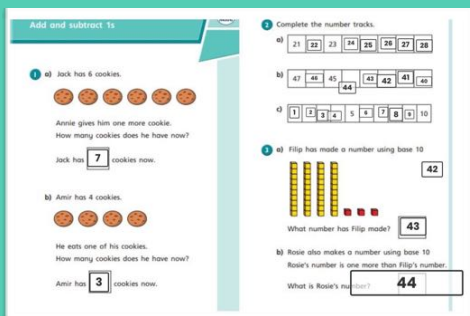 Add and subtract 1s
1 a) Jack has 6 cookies.
Annie gives him one more cookie.
How many cookies does he have now?
Jack has 7 cookies now.
b) Amir has 4 cookies.
He eats one of his cookies.
How many cookies does he have now?
Amir has 3 cookies now.
2 Complete the number tracks.
a) 21 22 23 24 25 26 27 28
b) 47 46 45 44 43 42 41 40
c) 1 2 3 4 5 6 7 8 9 10
3 a) Filip has made a number using base 10
42
What number has Filip made? 43
b) Rosie also makes a number using base 10
Rosie's number is one more than Filip's number.
What is Rosie's number? 44